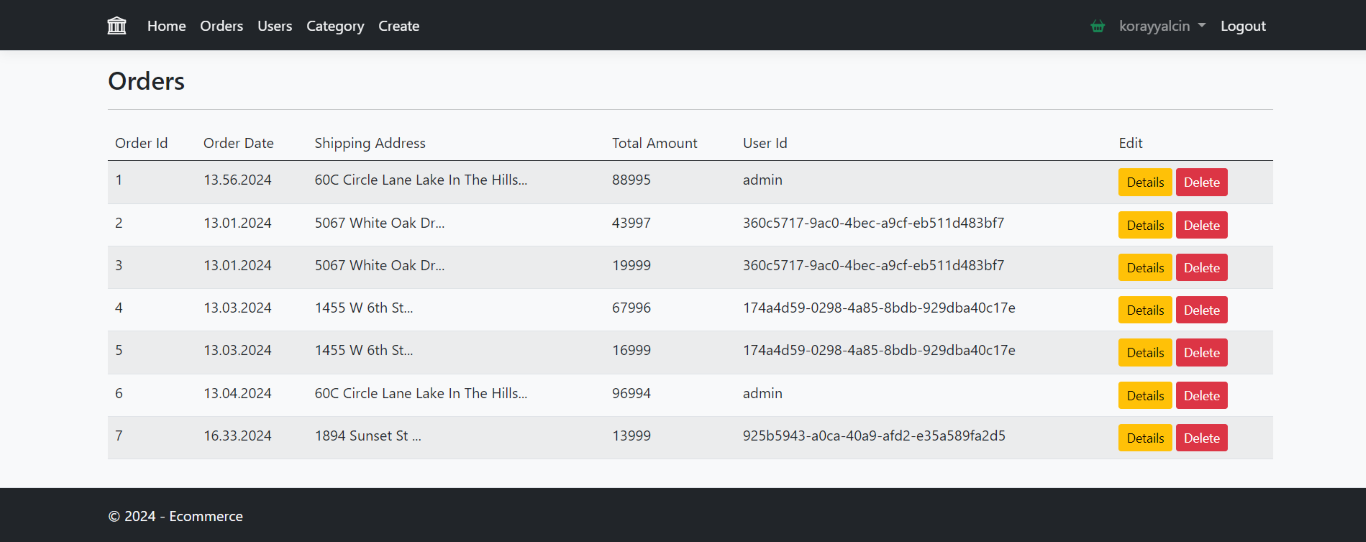 Home Orders Users Category Create korayyalcin Logout
Orders
Order Id Order Date Shipping Address Total Amount User Id Edit
1 13.56.2024 60C Circle Lane Lake In The Hills... 88995 admin Details Delete
2 13.01.2024 5067 White Oak Dr... 43997 360c5717-9ac0-4bec-a9cf-eb511d483bf7 Details Delete
3 13.01.2024 5067 White Oak Dr... 19999 360c5717-9ac0-4bec-a9cf-eb511d483bf7 Details Delete
4 13.03.2024 1455 W 6th St... 67996 174a4d59-0298-4a85-8bdb-929dba40c17e Details Delete
5 13.03.2024 1455 W 6th St... 16999 174a4d59-0298-4a85-8bdb-929dba40c17e Details Delete
6 13.04.2024 60C Circle Lane Lake In The Hills... 96994 admin Details Delete
7 16.33.2024 1894 Sunset St ... 13999 925b5943-a0ca-40a9-afd2-e35a589fa2d5 Details Delete
© 2024 - Ecommerce